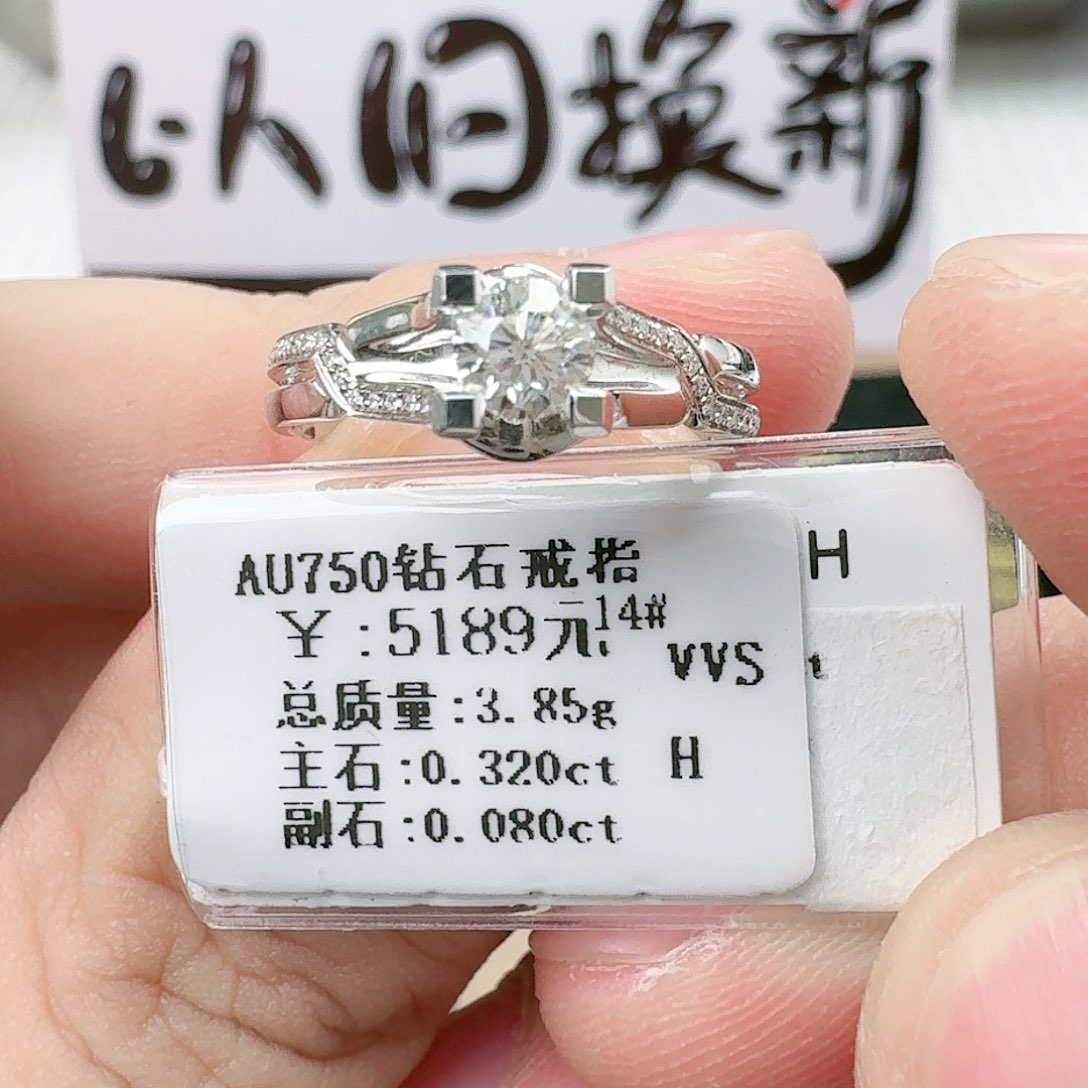 以旧换新
AU750钻石戒指
H
￥:5189元
14#
VVS
t
总质量:3.85g
主石:0.320ct
H
副石:0.080ct